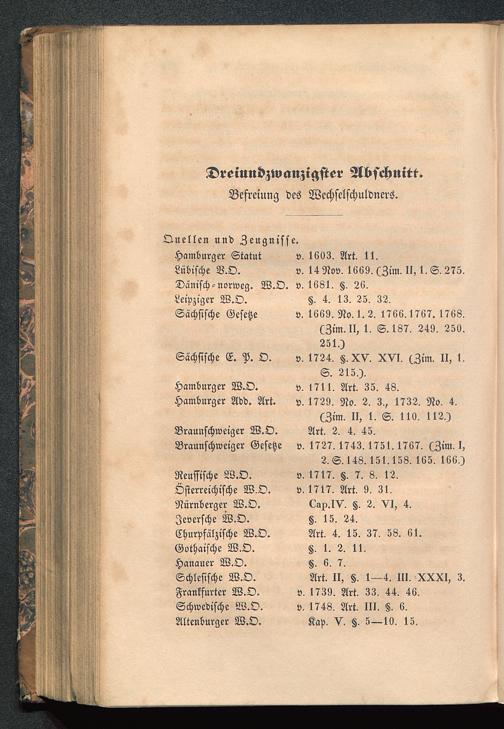 Dreiundzwanzigster Abschnitt.
Befreiung des Wechselschuldners.
Quellen und Zeugnisse.
Hamburger Statut v. 1603. Art. 11.
Lübische W.O. v. 14 Nov. 1669. (Zim. II, 1. S. 275.
Dänisch-norweg. W.O. v. 1681. §. 26.
Leipziger W.O. §. 4. 13. 25. 32.
Sächsische Gesetze v. 1669. No. 1. 2. 1766. 1767. 1768.
(Zim. II, 1. S. 187. 249. 250.
251.)
Sächsische E. P. O. v. 1724. §. XV. XVI. (Zim. II, 1.
S. 215.).
Hamburger W.O. v. 1711. Art. 35. 48.
Hamburger Add. Art. v. 1729. No. 2. 3., 1732. No. 4.
(Zim. II, 1. S. 110. 112.)
Braunschweiger W.O. Art. 2. 4. 45.
Braunschweiger Gesetze v. 1727. 1743. 1751. 1767. (Zim. I,
2. S. 148. 151. 158. 165. 166.)
Reussische W.O. v. 1717. §. 7. 8. 12.
Österreichische W.O. v. 1717. Art. 9. 31.
Nürnberger W.O. Cap. IV. §. 2. VI, 4.
Jeversche W.O. §. 15. 24.
Churpfälzische W.O. Art. 4. 15. 37. 58. 61.
Gothaische W.O. §. 1. 2. 11.
Hanauer W.O. §. 6. 7.
Schlesische W.O. Art. II, §. 1—4. III. XXXI, 3.
Frankfurter W.O. v. 1739. Art. 33. 44. 46.
Schwedische W.O. v. 1748. Art. III. §. 6.
Altenburger W.O. Kap. V. §. 5—10. 15.